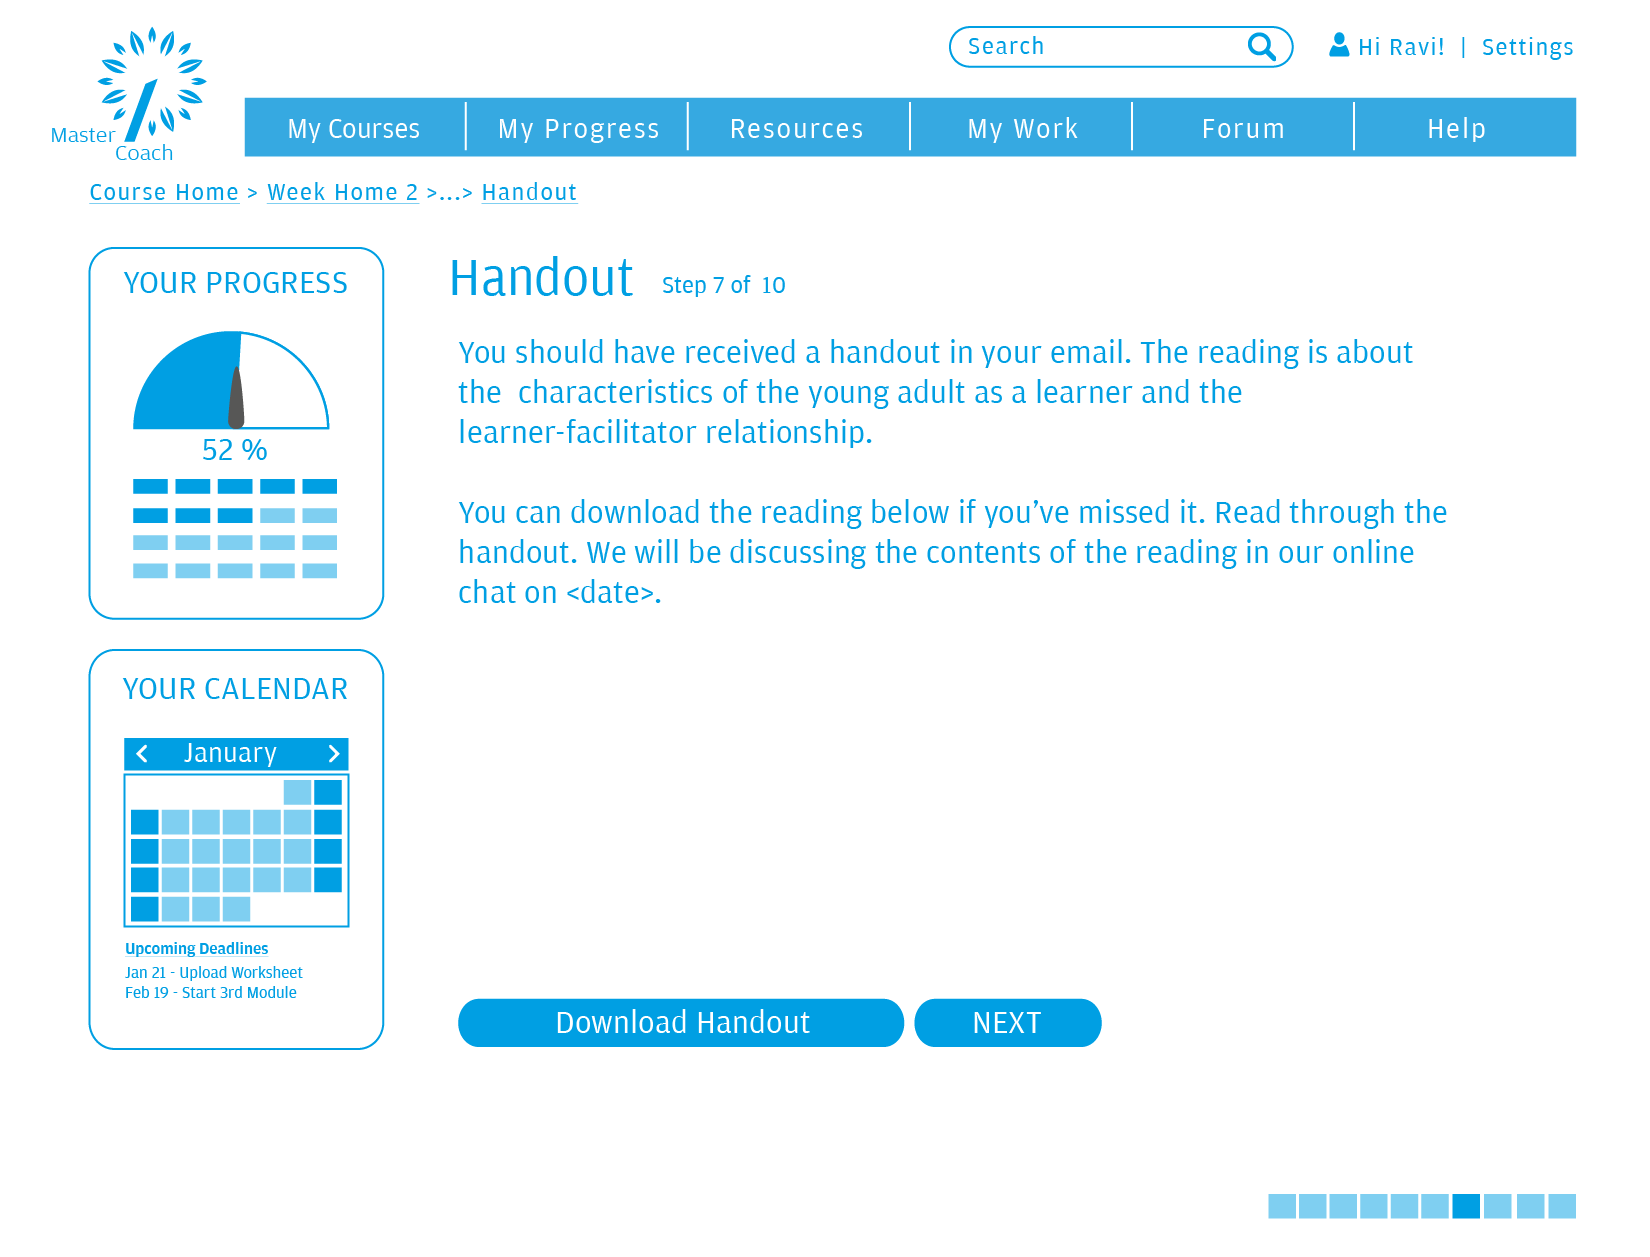 Master
Coach
Search
Hi Ravi! | Settings
My Courses
My Progress
Resources
My Work
Forum
Help
Course Home > Week Home 2 >...> Handout
YOUR PROGRESS
52 %
YOUR CALENDAR
< January >
Upcoming Deadlines
Jan 21 - Upload Worksheet
Feb 19 - Start 3rd Module
Handout Step 7 of 10
You should have received a handout in your email. The reading is about
the characteristics of the young adult as a learner and the
learner-facilitator relationship.
You can download the reading below if you’ve missed it. Read through the
handout. We will be discussing the contents of the reading in our online
chat on <date>.
Download Handout
NEXT